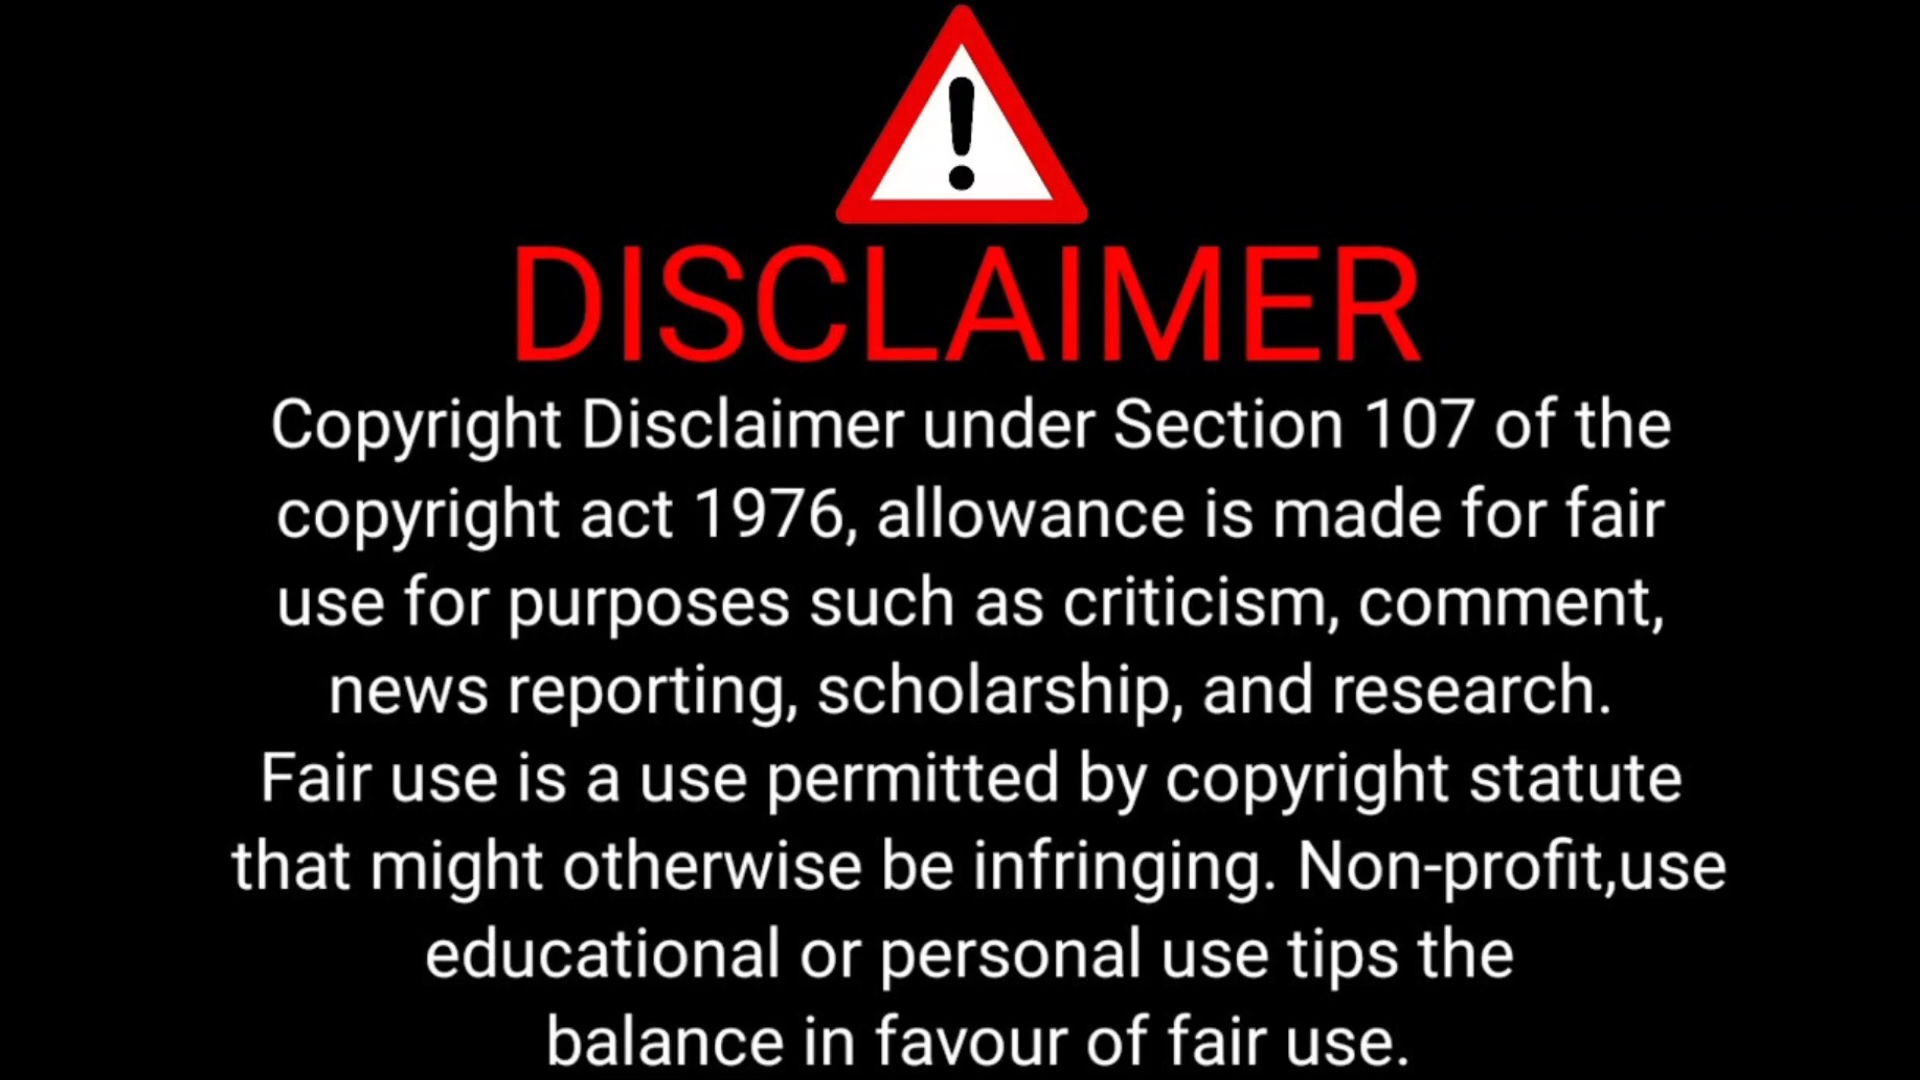 DISCLAIMER
Copyright Disclaimer under Section 107 of the
copyright act 1976, allowance is made for fair
use for purposes such as criticism, comment,
news reporting, scholarship, and research.
Fair use is a use permitted by copyright statute
that might otherwise be infringing. Non-profit,use
educational or personal use tips the
balance in favour of fair use.